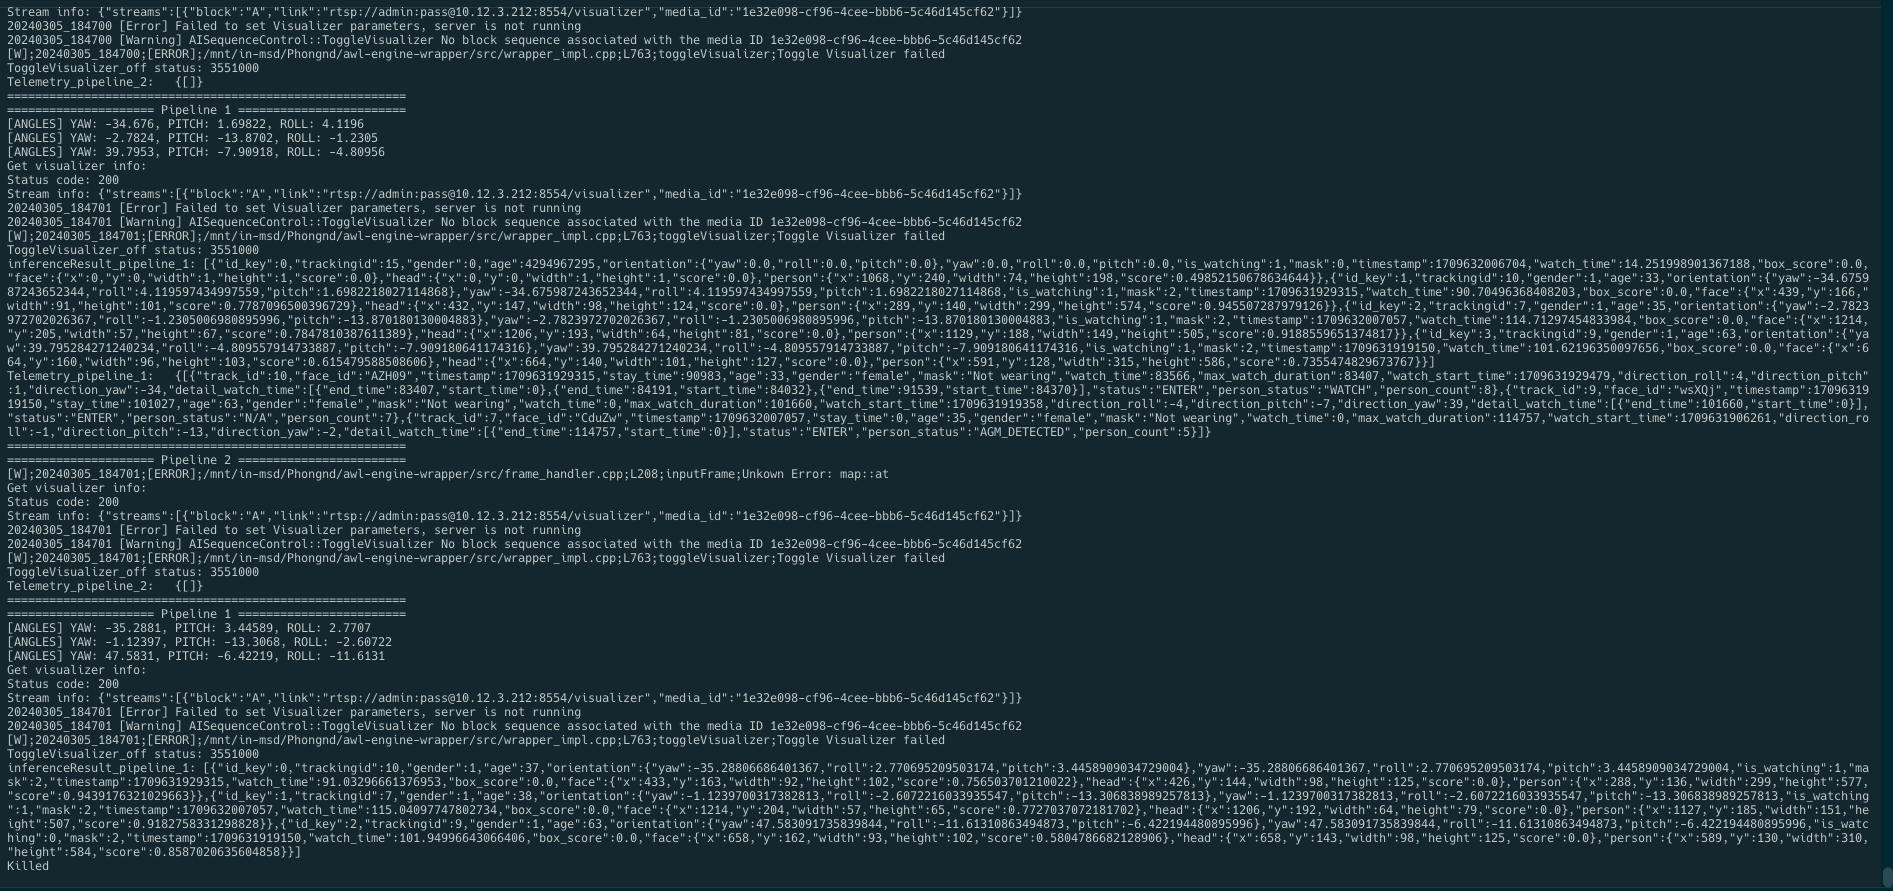 Stream info: {"streams":[{"block":"A","link":"rtsp://admin:pass@10.12.3.212:8554/visualizer","media_id":"1e32e098-cf96-4cee-bbb6-5c46d145cf62"}]}
20240305_184700 [Error] Failed to set Visualizer parameters, server is not running
20240305_184700 [Warning] AISequenceControl::ToggleVisualizer No block sequence associated with the media ID 1e32e098-cf96-4cee-bbb6-5c46d145cf62
[W];20240305_184700;[ERROR];/mnt/in-msd/Phongnd/awl-engine-wrapper/src/wrapper_impl.cpp;L763;toggleVisualizer;Toggle Visualizer failed
ToggleVisualizer_off status: 3551000
Telemetry_pipeline_2:   {[]}
=========================================================
===================== Pipeline 1 ========================
[ANGLES] YAW: -34.676, PITCH: 1.69822, ROLL: 4.1196
[ANGLES] YAW: -2.7824, PITCH: -13.8702, ROLL: -1.2305
[ANGLES] YAW: 39.7953, PITCH: -7.90918, ROLL: -4.80956
Get visualizer info:
Status code: 200
Stream info: {"streams":[{"block":"A","link":"rtsp://admin:pass@10.12.3.212:8554/visualizer","media_id":"1e32e098-cf96-4cee-bbb6-5c46d145cf62"}]}
20240305_184701 [Error] Failed to set Visualizer parameters, server is not running
20240305_184701 [Warning] AISequenceControl::ToggleVisualizer No block sequence associated with the media ID 1e32e098-cf96-4cee-bbb6-5c46d145cf62
[W];20240305_184701;[ERROR];/mnt/in-msd/Phongnd/awl-engine-wrapper/src/wrapper_impl.cpp;L763;toggleVisualizer;Toggle Visualizer failed
ToggleVisualizer_off status: 3551000
inferenceResult_pipeline_1: [{"id_key":0,"trackingid":15,"gender":0,"age":4294967295,"orientation":{"yaw":0.0,"roll":0.0,"pitch":0.0},"yaw":0.0,"roll":0.0,"pitch":0.0,"is_watching":1,"mask":0,"timestamp":1709632006704,"watch_time":14.251998901367188,"box_score":0.0,
"face":{"x":0,"y":0,"width":1,"height":1,"score":0.0},"head":{"x":0,"y":0,"width":1,"height":1,"score":0.0},"person":{"x":1068,"y":240,"width":74,"height":198,"score":0.49852150678634644}},{"id_key":1,"trackingid":10,"gender":1,"age":33,"orientation":{"yaw":-34.6759
87243652344,"roll":4.119597434997559,"pitch":1.6982218027114868},"yaw":-34.675987243652344,"roll":4.119597434997559,"pitch":1.6982218027114868,"is_watching":1,"mask":2,"timestamp":1709631929315,"watch_time":90.70496368408203,"box_score":0.0,"face":{"x":439,"y":166,"
width":91,"height":101,"score":0.7787096500396729},"head":{"x":432,"y":147,"width":98,"height":124,"score":0.0},"person":{"x":289,"y":140,"width":299,"height":574,"score":0.9455072879791260}},{"id_key":2,"trackingid":7,"gender":1,"age":35,"orientation":{"yaw":-2.7823
972702026367,"roll":-1.2305006980895996,"pitch":-13.870180130004883},"yaw":-2.7823972702026367,"roll":-1.2305006980895996,"pitch":-13.870180130004883,"is_watching":1,"mask":2,"timestamp":1709632007057,"watch_time":114.71297454833984,"box_score":0.0,"face":{"x":1214,
"y":205,"width":57,"height":67,"score":0.7847810387611389},"head":{"x":1206,"y":193,"width":64,"height":81,"score":0.0},"person":{"x":1129,"y":188,"width":149,"height":505,"score":0.9188559651374817}},{"id_key":3,"trackingid":9,"gender":1,"age":63,"orientation":{"ya
w":39.795284271240234,"roll":-4.809557914733887,"pitch":-7.909180641174316},"yaw":39.795284271240234,"roll":-4.809557914733887,"pitch":-7.909180641174316,"is_watching":1,"mask":2,"timestamp":1709631919150,"watch_time":101.62196350097656,"box_score":0.0,"face":{"x":6
64,"y":160,"width":96,"height":103,"score":0.6154795885086060},"head":{"x":664,"y":140,"width":101,"height":127,"score":0.0},"person":{"x":591,"y":128,"width":315,"height":586,"score":0.7355474829673767}}]
Telemetry_pipeline_1:   {[{"track_id":10,"face_id":"AZH09","timestamp":1709631929315,"stay_time":90983,"age":33,"gender":"female","mask":"Not wearing","watch_time":83566,"max_watch_duration":83407,"watch_start_time":1709631929479,"direction_roll":4,"direction_pitch"
:1,"direction_yaw":-34,"detail_watch_time":[{"end_time":83407,"start_time":0},{"end_time":84191,"start_time":84032},{"end_time":91539,"start_time":84370}],"status":"ENTER","person_status":"WATCH","person_count":8},{"track_id":9,"face_id":"wsXQj","timestamp":17096319
19150,"stay_time":101027,"age":63,"gender":"female","mask":"Not wearing","watch_time":0,"max_watch_duration":101660,"watch_start_time":1709631919358,"direction_roll":-4,"direction_pitch":-7,"direction_yaw":39,"detail_watch_time":[{"end_time":101660,"start_time":0}],
"status":"ENTER","person_status":"N/A","person_count":7},{"track_id":7,"face_id":"CduZw","timestamp":1709632007057,"stay_time":0,"age":35,"gender":"female","mask":"Not wearing","watch_time":0,"max_watch_duration":114757,"watch_start_time":1709631906261,"direction_ro
ll":-1,"direction_pitch":-13,"direction_yaw":-2,"detail_watch_time":[{"end_time":114757,"start_time":0}],"status":"ENTER","person_status":"AGM_DETECTED","person_count":5}]}
=========================================================
===================== Pipeline 2 ========================
[W];20240305_184701;[ERROR];/mnt/in-msd/Phongnd/awl-engine-wrapper/src/frame_handler.cpp;L208;inputFrame;Unkown Error: map::at
Get visualizer info:
Status code: 200
Stream info: {"streams":[{"block":"A","link":"rtsp://admin:pass@10.12.3.212:8554/visualizer","media_id":"1e32e098-cf96-4cee-bbb6-5c46d145cf62"}]}
20240305_184701 [Error] Failed to set Visualizer parameters, server is not running
20240305_184701 [Warning] AISequenceControl::ToggleVisualizer No block sequence associated with the media ID 1e32e098-cf96-4cee-bbb6-5c46d145cf62
[W];20240305_184701;[ERROR];/mnt/in-msd/Phongnd/awl-engine-wrapper/src/wrapper_impl.cpp;L763;toggleVisualizer;Toggle Visualizer failed
ToggleVisualizer_off status: 3551000
Telemetry_pipeline_2:   {[]}
=========================================================
===================== Pipeline 1 ========================
[ANGLES] YAW: -35.2881, PITCH: 3.44589, ROLL: 2.7707
[ANGLES] YAW: -1.12397, PITCH: -13.3068, ROLL: -2.60722
[ANGLES] YAW: 47.5831, PITCH: -6.42219, ROLL: -11.6131
Get visualizer info:
Status code: 200
Stream info: {"streams":[{"block":"A","link":"rtsp://admin:pass@10.12.3.212:8554/visualizer","media_id":"1e32e098-cf96-4cee-bbb6-5c46d145cf62"}]}
20240305_184701 [Error] Failed to set Visualizer parameters, server is not running
20240305_184701 [Warning] AISequenceControl::ToggleVisualizer No block sequence associated with the media ID 1e32e098-cf96-4cee-bbb6-5c46d145cf62
[W];20240305_184701;[ERROR];/mnt/in-msd/Phongnd/awl-engine-wrapper/src/wrapper_impl.cpp;L763;toggleVisualizer;Toggle Visualizer failed
ToggleVisualizer_off status: 3551000
inferenceResult_pipeline_1: [{"id_key":0,"trackingid":10,"gender":1,"age":37,"orientation":{"yaw":-35.28806686401367,"roll":2.770695209503174,"pitch":3.4458909034729004},"yaw":-35.28806686401367,"roll":2.770695209503174,"pitch":3.4458909034729004,"is_watching":1,"ma
sk":2,"timestamp":1709631929315,"watch_time":91.03296661376953,"box_score":0.0,"face":{"x":433,"y":163,"width":92,"height":102,"score":0.7565037012100220},"head":{"x":426,"y":144,"width":98,"height":125,"score":0.0},"person":{"x":288,"y":136,"width":299,"height":577,
"score":0.9439176321029663}},{"id_key":1,"trackingid":7,"gender":1,"age":38,"orientation":{"yaw":-1.1239700317382813,"roll":-2.6072216033935547,"pitch":-13.306838989257813},"yaw":-1.1239700317382813,"roll":-2.6072216033935547,"pitch":-13.306838989257813,"is_watching
":1,"mask":2,"timestamp":1709632007057,"watch_time":115.04097747802734,"box_score":0.0,"face":{"x":1214,"y":204,"width":57,"height":65,"score":0.7727037072181702},"head":{"x":1206,"y":192,"width":64,"height":79,"score":0.0},"person":{"x":1127,"y":185,"width":151,"he
ight":507,"score":0.9182758331298828}},{"id_key":2,"trackingid":9,"gender":1,"age":63,"orientation":{"yaw":47.583091735839844,"roll":-11.61310863494873,"pitch":-6.422194480895996},"yaw":47.583091735839844,"roll":-11.61310863494873,"pitch":-6.422194480895996,"is_watc
hing":0,"mask":2,"timestamp":1709631919150,"watch_time":101.94996643066406,"box_score":0.0,"face":{"x":658,"y":162,"width":93,"height":102,"score":0.5804786682128906},"head":{"x":658,"y":143,"width":98,"height":125,"score":0.0},"person":{"x":589,"y":130,"width":310,
"height":584,"score":0.8587020635604858}}]
Killed